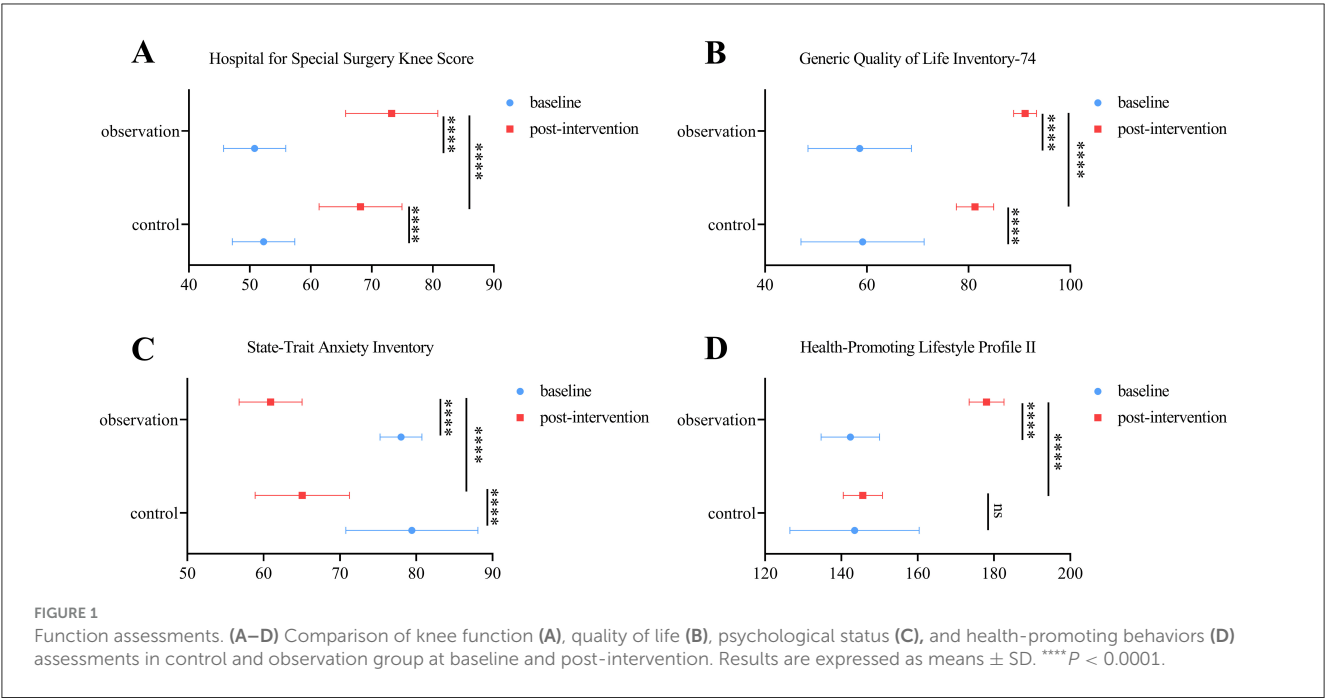 A
Hospital for Special Surgery Knee Score
baseline
post-intervention
observation
control
****
****
****
40 50 60 70 80 90
B
Generic Quality of Life Inventory-74
baseline
post-intervention
observation
control
****
****
****
40 60 80 100
C
State-Trait Anxiety Inventory
baseline
post-intervention
observation
control
****
****
****
50 60 70 80 90
D
Health-Promoting Lifestyle Profile II
baseline
post-intervention
observation
control
****
****
ns
120 140 160 180 200
FIGURE 1
Function assessments. (A–D) Comparison of knee function (A), quality of life (B), psychological status (C), and health-promoting behaviors (D)
assessments in control and observation group at baseline and post-intervention. Results are expressed as means ± SD. ****P < 0.0001.